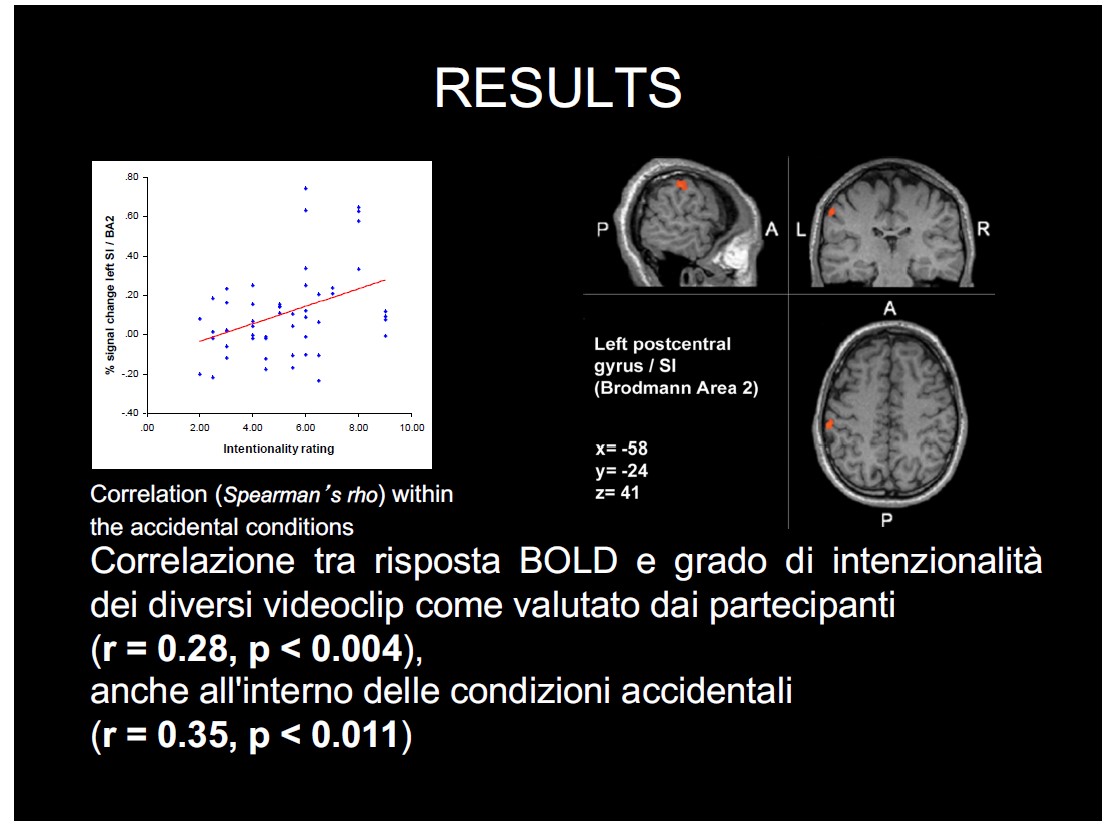 RESULTS
.80
.60
.40
.20
.00
-.20
-.40
% signal change left SI / BA2
.00 2.00 4.00 6.00 8.00 10.00
Intentionality rating
P A L R
A
Left postcentral
gyrus / SI
(Brodmann Area 2)
x= -58
y= -24
z= 41
P
Correlation (Spearman´s rho) within
the accidental conditions
Correlazione tra risposta BOLD e grado di intenzionalità
dei diversi videoclip come valutato dai partecipanti
(r = 0.28, p < 0.004),
anche all'interno delle condizioni accidentali
(r = 0.35, p < 0.011)